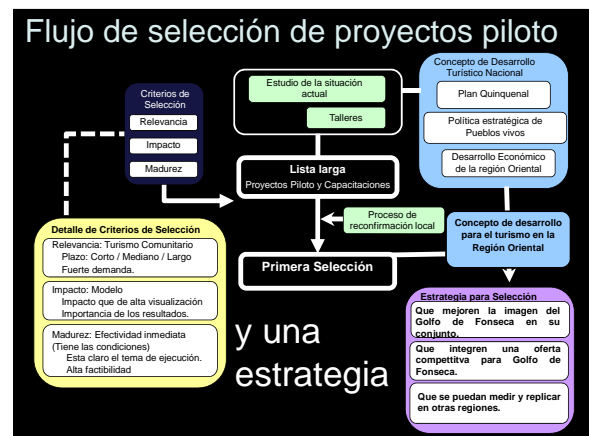 Flujo de selección de proyectos piloto
Criterios de
Selección
Relevancia
Impacto
Madurez
Estudio de la situación
actual
Talleres
Concepto de Desarrollo
Turístico Nacional
Plan Quinquenal
Política estratégica de
Pueblos vivos
Desarrollo Económico
de la región Oriental
Lista larga
Proyectos Piloto y Capacitaciones
Proceso de
reconfirmación local
Primera Selección
Concepto de desarrollo
para el turismo en la
Región Oriental
Detalle de Criterios de Selección
Relevancia: Turismo Comunitario
Plazo: Corto / Mediano / Largo
Fuerte demanda.
Impacto: Modelo
Impacto que de alta visualización
Importancia de los resultados.
Madurez: Efectividad inmediata
(Tiene las condiciones)
Esta claro el tema de ejecución.
Alta factibilidad
y una
estrategia
Estrategia para Selección
Que mejoren la imagen del
Golfo de Fonseca en su
conjunto.
Que integren una oferta
compettitva para Golfo de
Fonseca.
Que se puedan medir y replicar
en otras regiones.